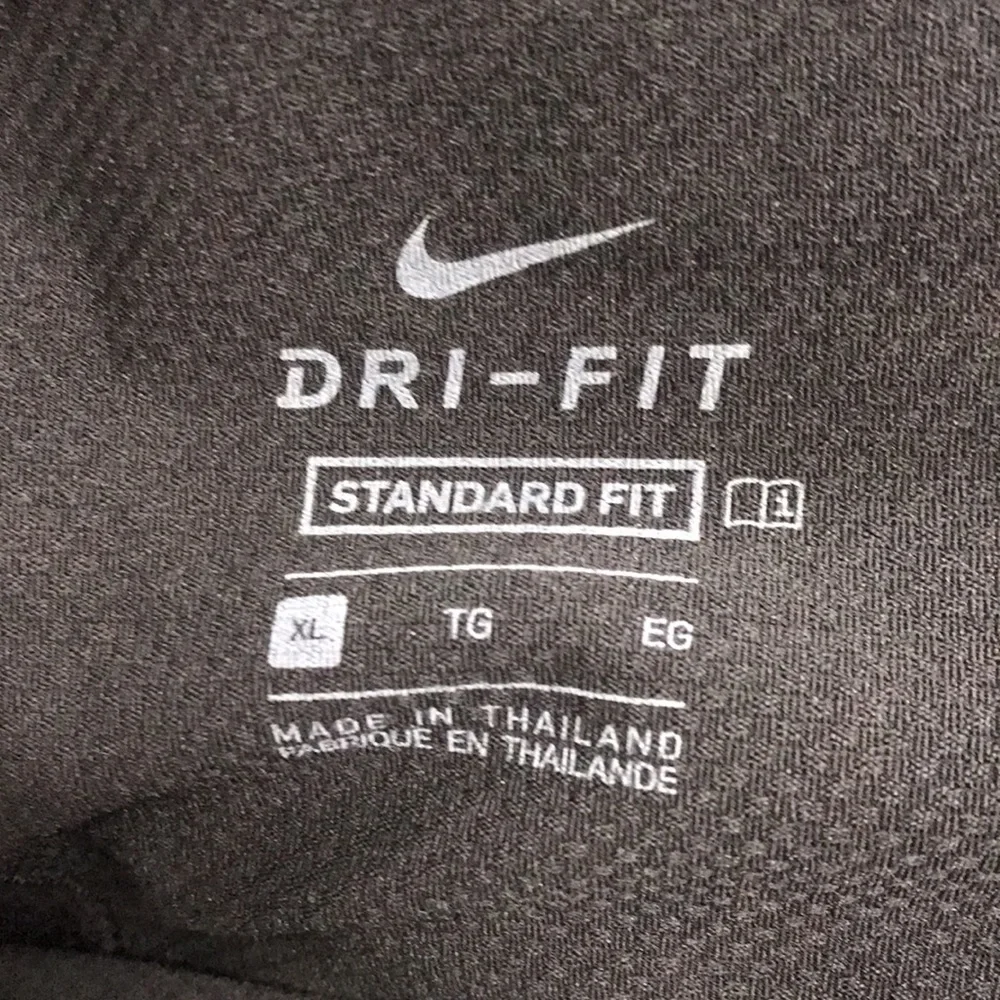 DRI-FIT
STANDARD FIT i
XL TG EG
MADE IN THAILAND
FABRIQUE EN THAILANDE